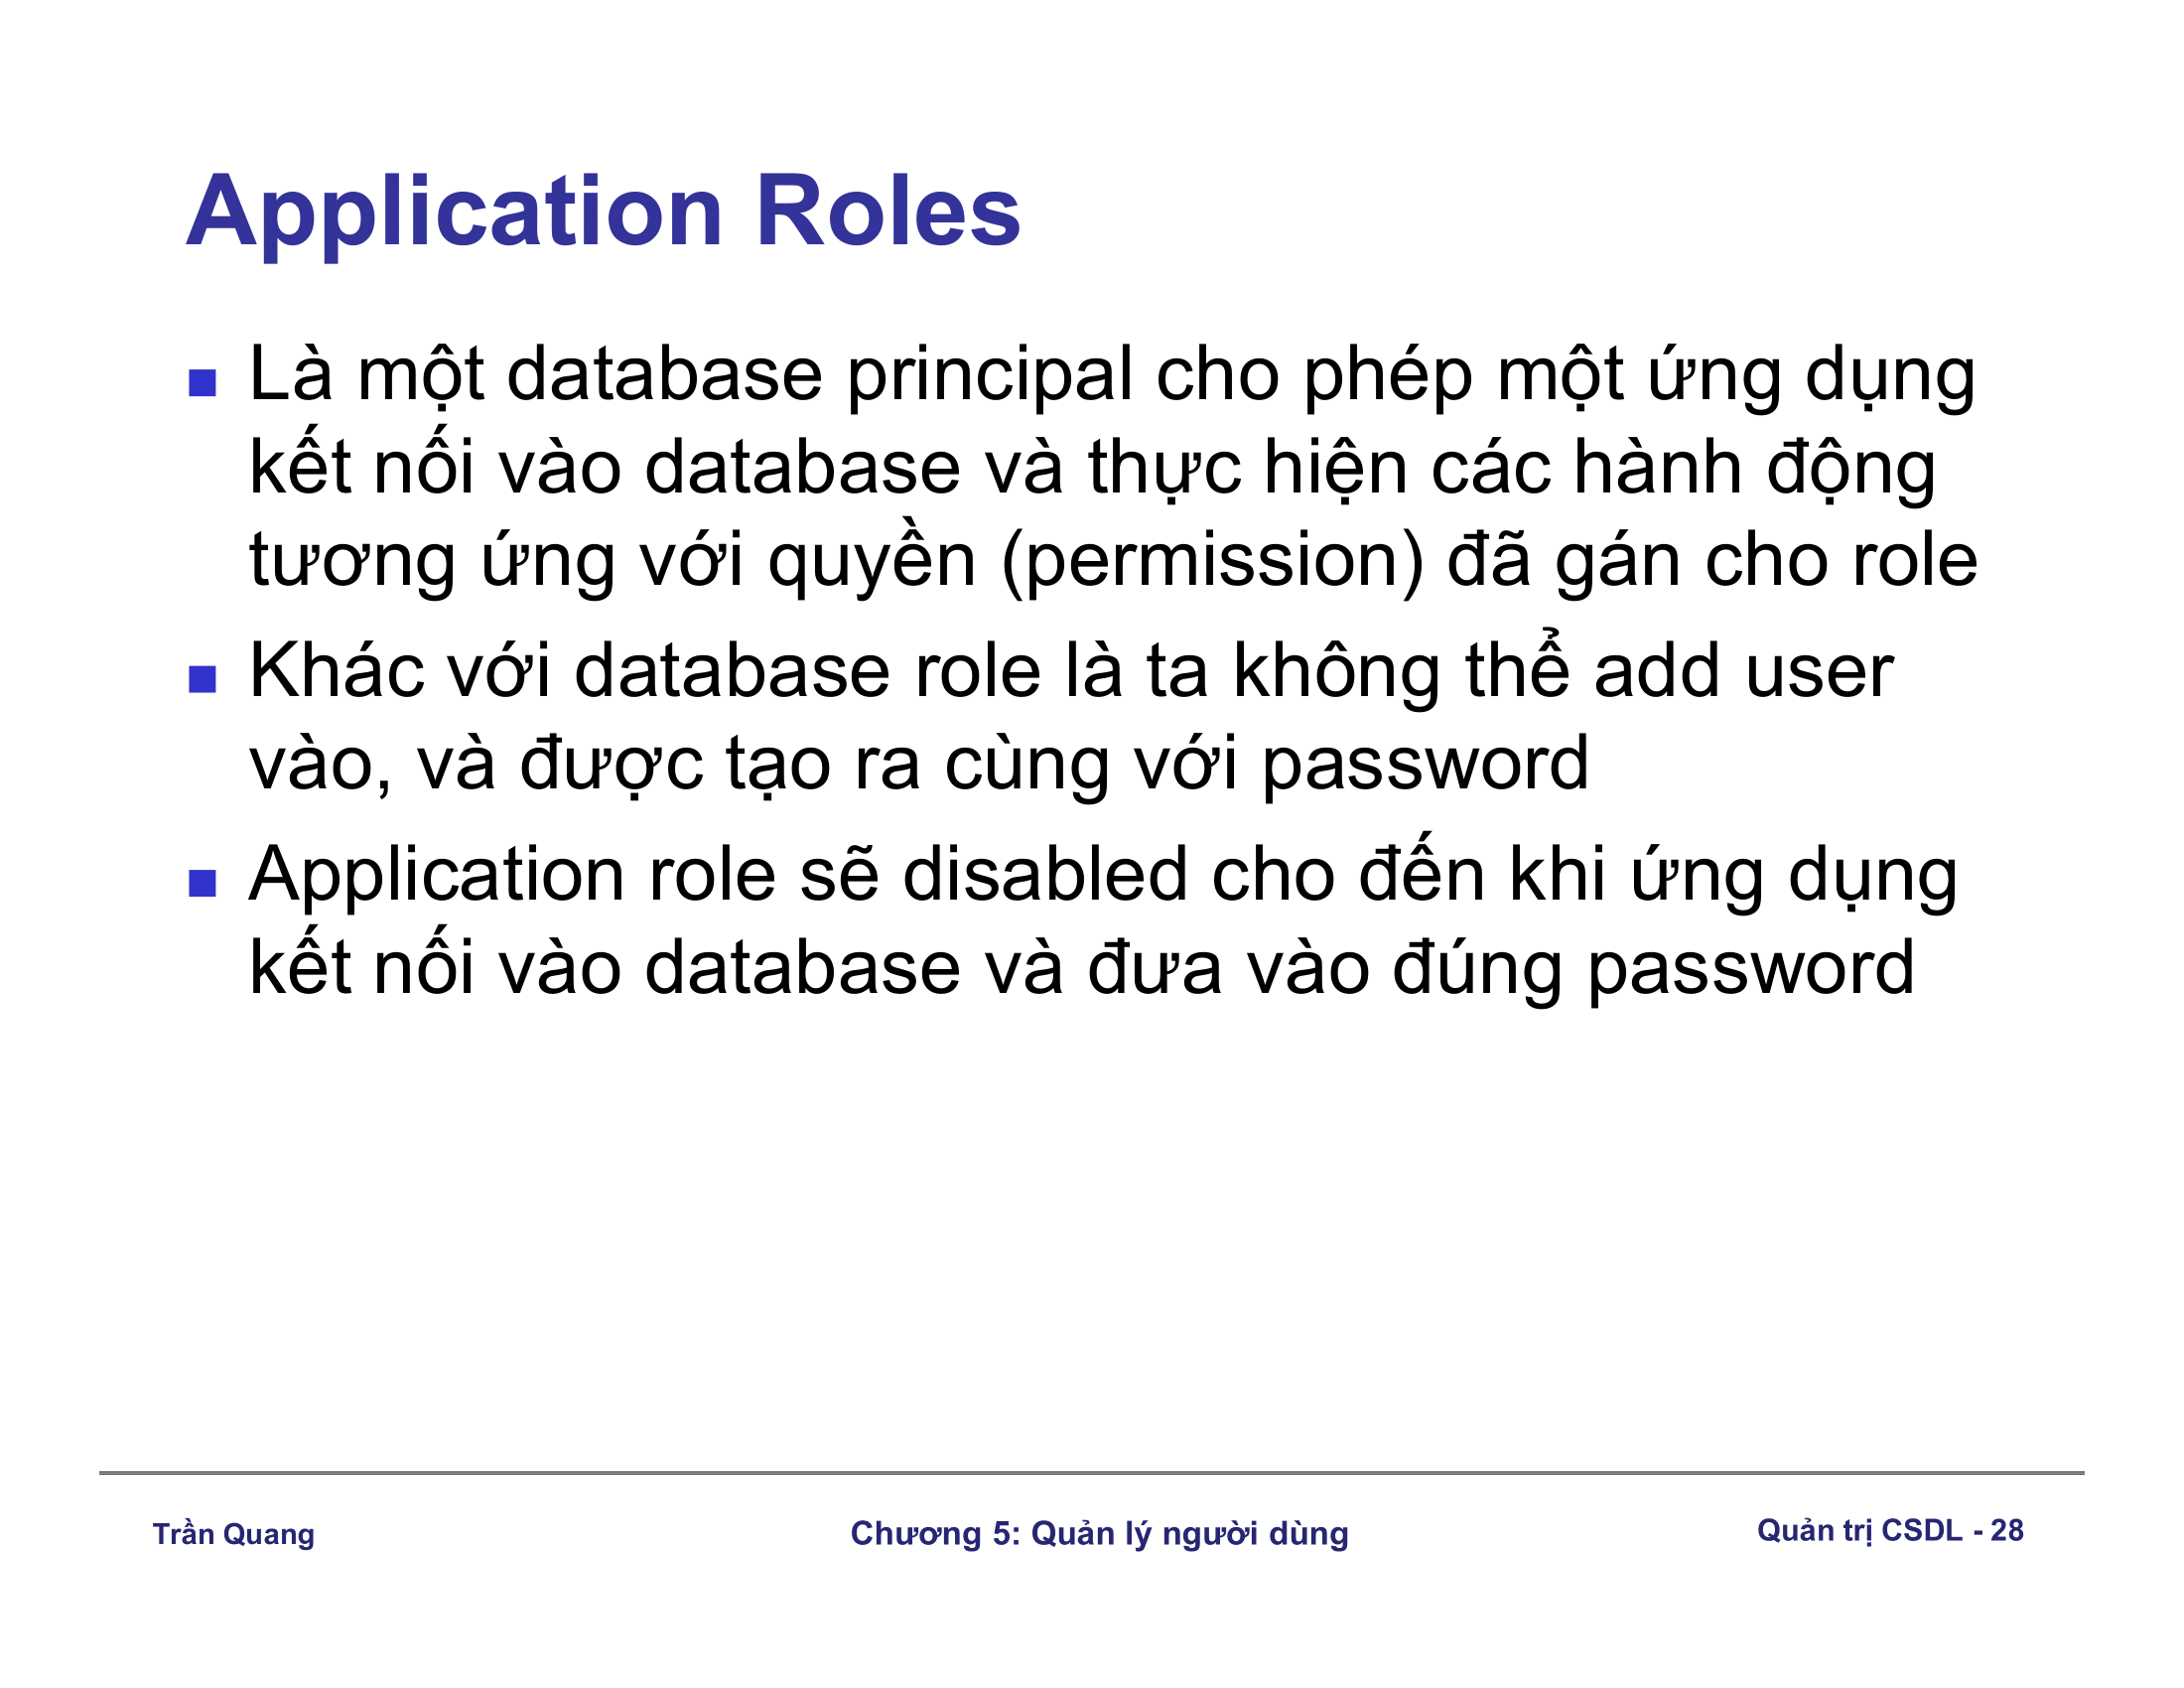 Application Roles
Là một database principal cho phép một ứng dụng
kết nối vào database và thực hiện các hành động
tương ứng với quyền (permission) đã gán cho role
Khác với database role là ta không thể add user
vào, và được tạo ra cùng với password
Application role sẽ disabled cho đến khi ứng dụng
kết nối vào database và đưa vào đúng password
Trần Quang
Chương 5: Quản lý người dùng
Quản trị CSDL - 28